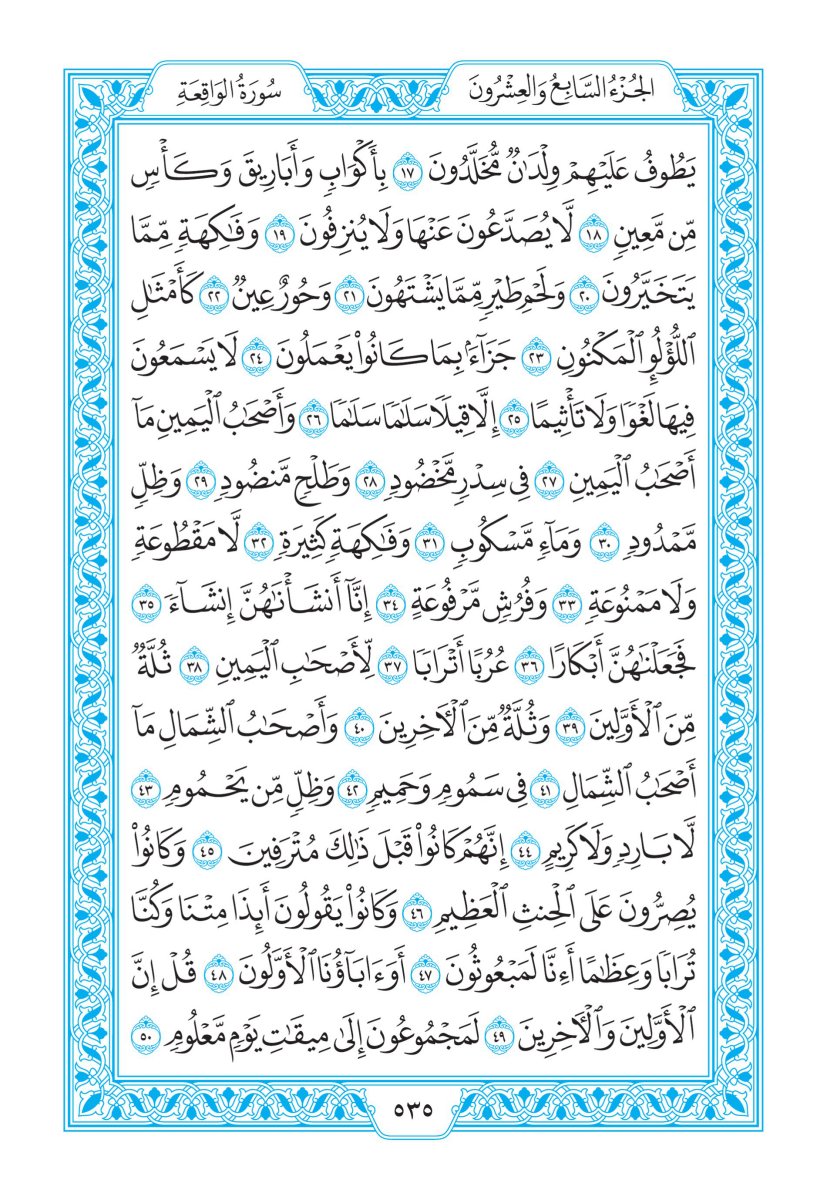 الجُزْءُ السَّابِعُ وَالعِشْرُونَ
سُورَةُ الوَاقِعَةِ
يَطُوفُ عَلَيۡهِمۡ وِلۡدَٰنٞ مُّخَلَّدُونَ ١٧ بِأَكۡوَابٖ وَأَبَارِيقَ وَكَأۡسٖ
مِّن مَّعِينٖ ١٨ لَّا يُصَدَّعُونَ عَنۡهَا وَلَا يُنزِفُونَ ١٩ وَفَٰكِهَةٖ مِّمَّا
يَتَخَيَّرُونَ ٢٠ وَلَحۡمِ طَيۡرٖ مِّمَّا يَشۡتَهُونَ ٢١ وَحُورٌ عِينٞ ٢٢ كَأَمۡثَٰلِ
ٱللُّؤۡلُوِٕ ٱلۡمَكۡنُونِ ٢٣ جَزَآءَۢ بِمَا كَانُواْ يَعۡمَلُونَ ٢٤ لَا يَسۡمَعُونَ
فِيهَا لَغۡوٗا وَلَا تَأۡثِيمًا ٢٥ إِلَّا قِيلٗا سَلَٰمٗا سَلَٰمٗا ٢٦ وَأَصۡحَٰبُ ٱلۡيَمِينِ مَآ
أَصۡحَٰبُ ٱلۡيَمِينِ ٢٧ فِي سِدۡرٖ مَّخۡضُودٖ ٢٨ وَطَلۡحٖ مَّنضُودٖ ٢٩ وَظِلّٖ
مَّمۡدُودٖ ٣٠ وَمَآءٖ مَّسۡكُوبٖ ٣١ وَفَٰكِهَةٖ كَثِيرَةٖ ٣٢ لَّا مَقۡطُوعَةٖ
وَلَا مَمۡنُوعَةٖ ٣٣ وَفُرُشٖ مَّرۡفُوعَةٍ ٣٤ إِنَّآ أَنشَأۡنَٰهُنَّ إِنشَآءٗ ٣٥
فَجَعَلۡنَٰهُنَّ أَبۡكَارًا ٣٦ عُرُبًا أَتۡرَابٗا ٣٧ لِّأَصۡحَٰبِ ٱلۡيَمِينِ ٣٨ ثُلَّةٞ
مِّنَ ٱلۡأَوَّلِينَ ٣٩ وَثُلَّةٞ مِّنَ ٱلۡأٓخِرِينَ ٤٠ وَأَصۡحَٰبُ ٱلشِّمَالِ مَآ
أَصۡحَٰبُ ٱلشِّمَالِ ٤١ فِي سَمُومٖ وَحَمِيمٖ ٤٢ وَظِلّٖ مِّن يَحۡمُومٖ ٤٣
لَّا بَارِدٖ وَلَا كَرِيمٍ ٤٤ إِنَّهُمۡ كَانُواْ قَبۡلَ ذَٰلِكَ مُتۡرَفِينَ ٤٥ وَكَانُواْ
يُصِرُّونَ عَلَى ٱلۡحِنثِ ٱلۡعَظِيمِ ٤٦ وَكَانُواْ يَقُولُونَ أَئِذَا مِتۡنَا وَكُنَّا
تُرَابٗا وَعِظَٰمًا أَءِنَّا لَمَبۡعُوثُونَ ٤٧ أَوَءَابَآؤُنَا ٱلۡأَوَّلُونَ ٤٨ قُلۡ إِنَّ
ٱلۡأَوَّلِينَ وَٱلۡأٓخِرِينَ ٤٩ لَمَجۡمُوعُونَ إِلَىٰ مِيقَٰتِ يَوۡمٖ مَّعۡلُومٖ ٥٠
٥٣٥